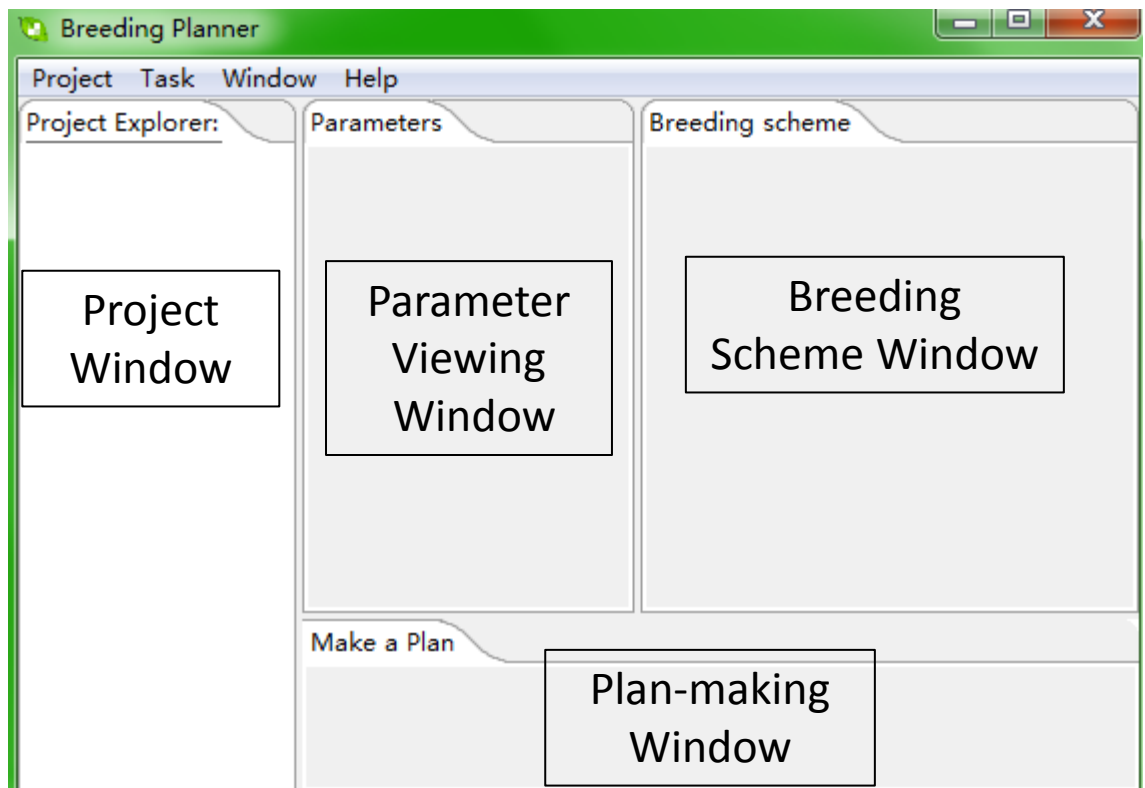 Breeding Planner
Project Task Window Help
Project Explorer:
Parameters
Breeding scheme
Project
Window
Parameter
Viewing
Window
Breeding
Scheme Window
Make a Plan
Plan-making
Window